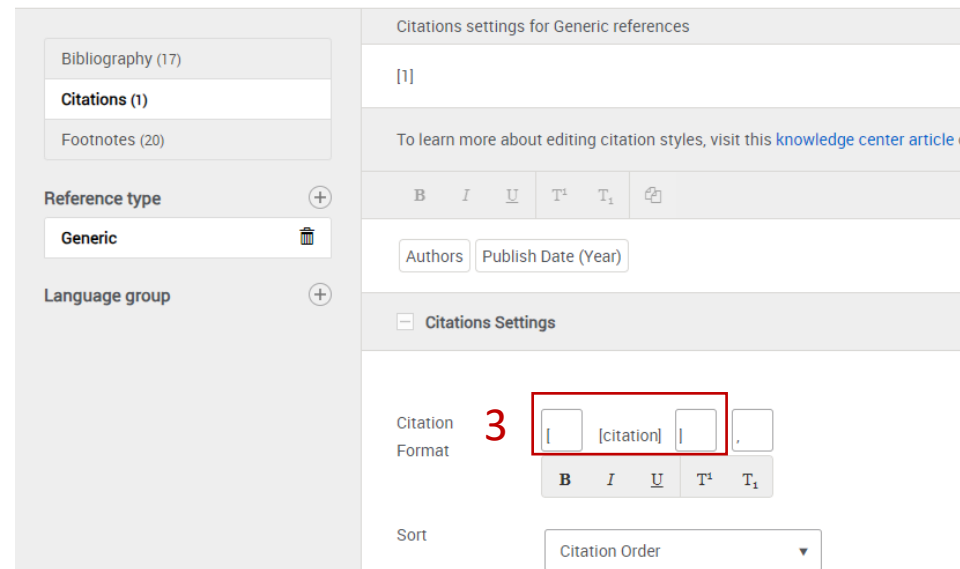 Citations settings for Generic references
Bibliography (17)
[1]
Citations (1)
Footnotes (20)
To learn more about editing citation styles, visit this knowledge center article
Reference type
B I U T¹ T₁
Generic
Authors Publish Date (Year)
Language group
Citations Settings
Citation Format
3
[ [citation] ] ,
B I U T¹ T₁
Sort
Citation Order